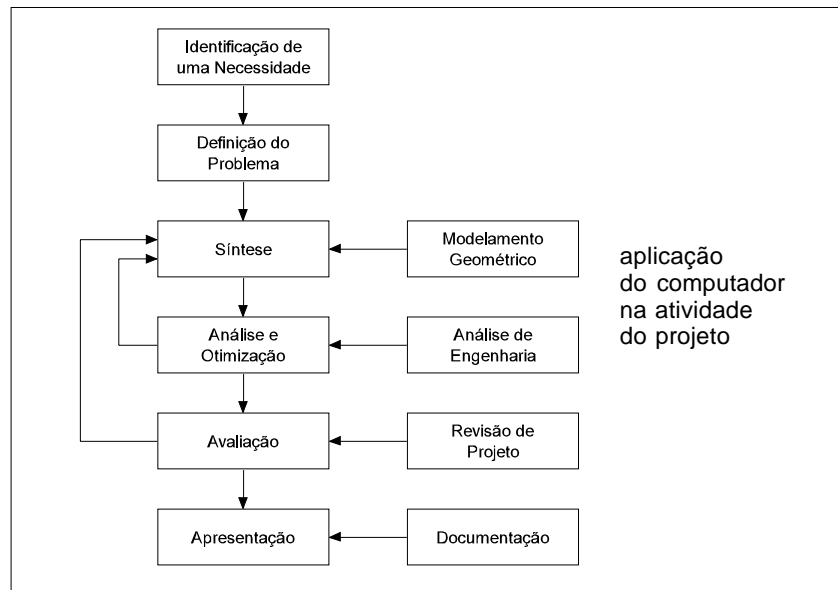 Identificação de
uma Necessidade
Definição do
Problema
Síntese
Modelamento
Geométrico
Análise e
Otimização
Análise de
Engenharia
Avaliação
Revisão de
Projeto
Apresentação
Documentação
aplicação
do computador
na atividade
do projeto